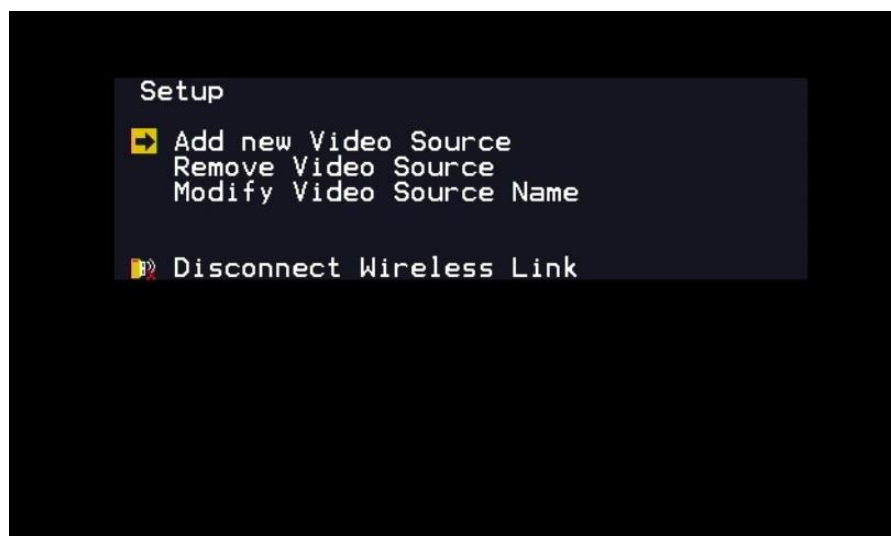 Setup
Add new Video Source
Remove Video Source
Modify Video Source Name
Disconnect Wireless Link